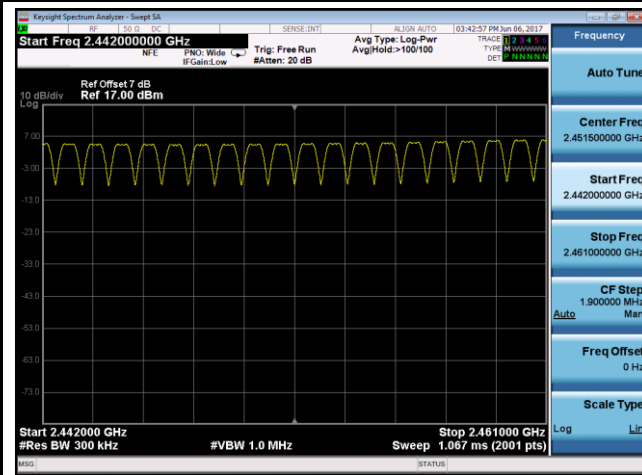 Keysight Spectrum Analyzer - Swept SA
RF 50 Ω DC SENSE:INT ALIGN AUTO 03:42:57 PM Jun 06, 2017
Start Freq 2.442000000 GHz
NFE
PNO: Wide
IFGain:Low
Trig: Free Run
#Atten: 20 dB
Avg Type: Log-Pwr
Avg|Hold:>100/100
TRACE 1 2 3 4 5 6
TYPE M WWWWW
DET P N N N N N
Ref Offset 7 dB
10 dB/div Ref 17.00 dBm
Log
7.00
-3.00
-13.0
-23.0
-33.0
-43.0
-53.0
-63.0
-73.0
Start 2.442000 GHz Stop 2.461000 GHz
#Res BW 300 kHz #VBW 1.0 MHz Sweep 1.067 ms (2001 pts)
MSG STATUS
Frequency
Auto Tune
Center Freq
2.451500000 GHz
Start Freq
2.442000000 GHz
Stop Freq
2.461000000 GHz
CF Step
1.900000 MHz
Auto Man
Freq Offset
0 Hz
Scale Type
Log Lin